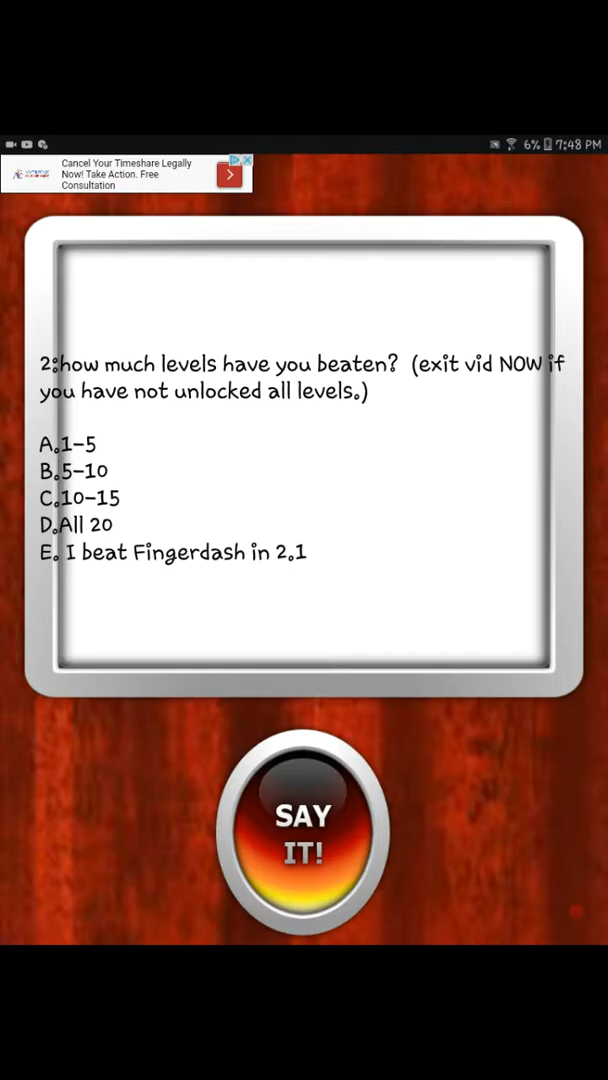 6% 7:48 PM
Cancel Your Timeshare Legally
Now! Take Action. Free
Consultation
2:how much levels have you beaten? (exit vid NOW if
you have not unlocked all levels.)
A.1-5
B.5-10
C.10-15
D.All 20
E. I beat Fingerdash in 2.1
SAY
IT!